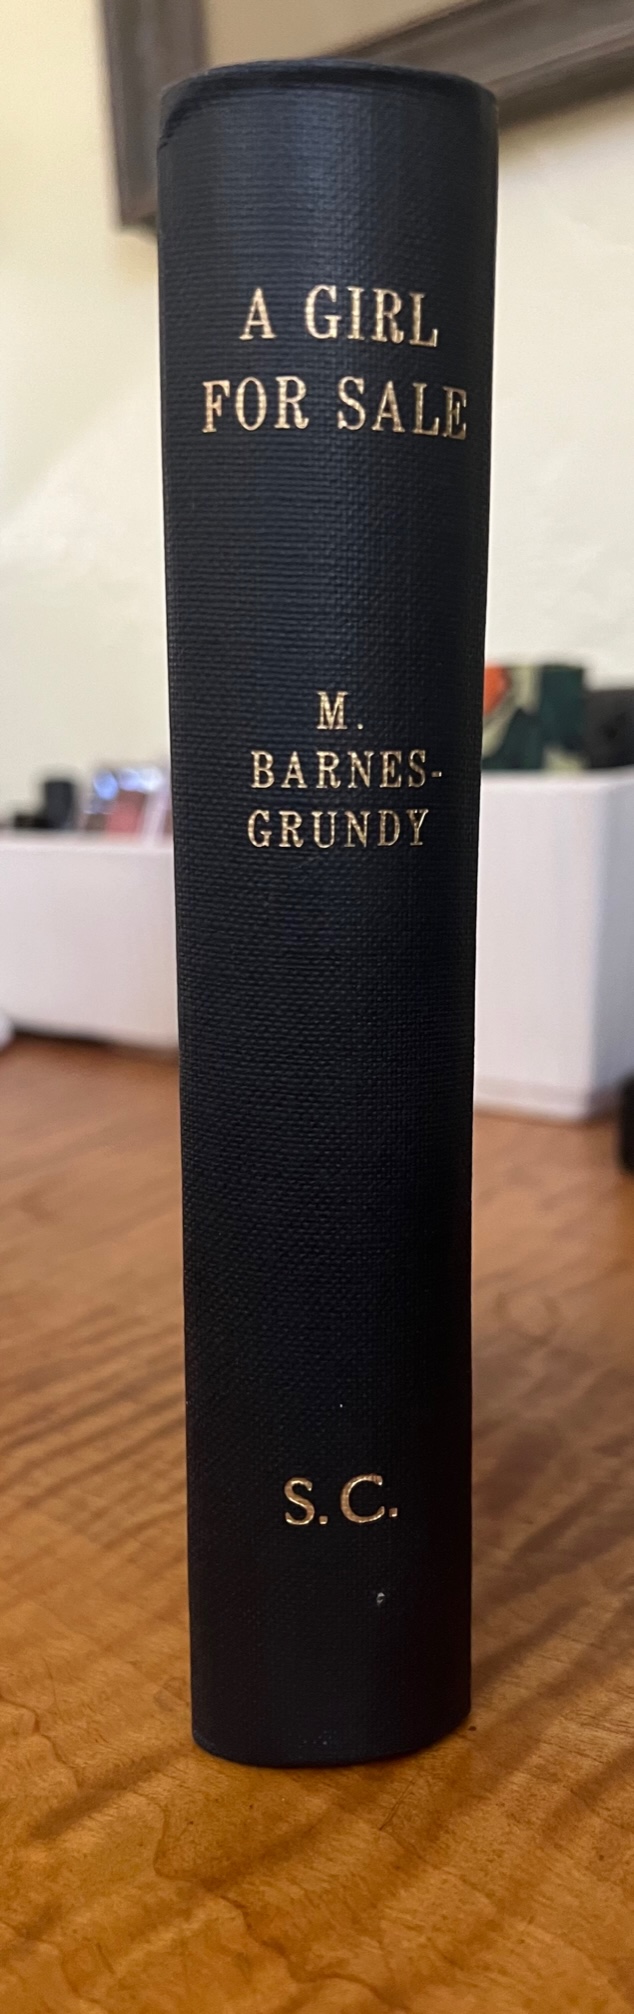 A GIRL
FOR SALE
M.
BARNES-
GRUNDY
S.C.